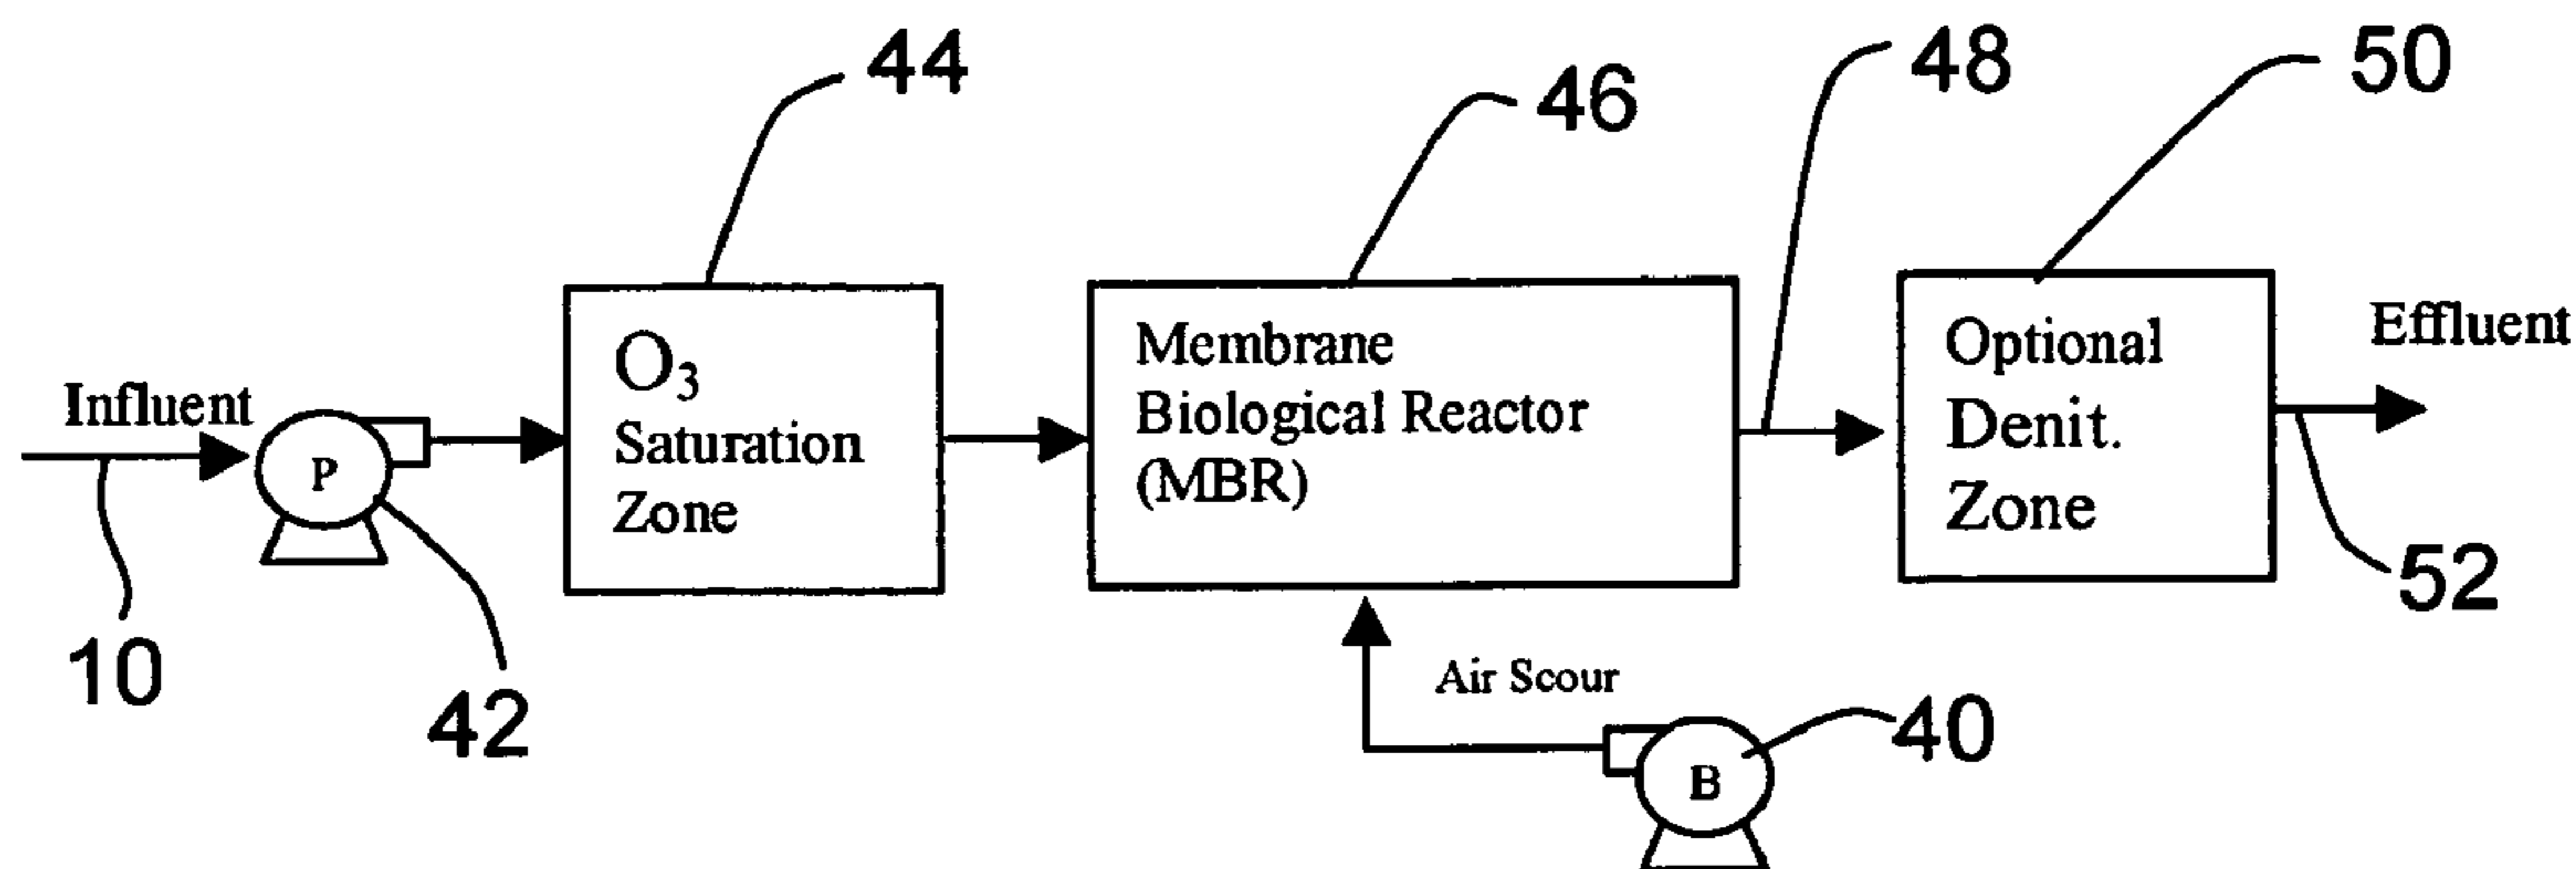 44
46
48
50
Influent
P
O₃
Saturation
Zone
Membrane
Biological Reactor
(MBR)
Optional
Denit.
Zone
Effluent
10
42
Air Scour
B
40
52